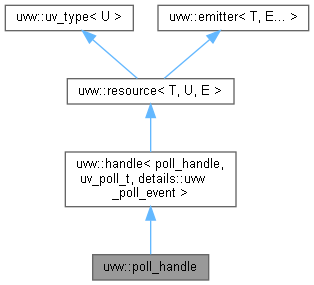 uvw::uv_type< U >
uvw::emitter< T, E... >
uvw::resource< T, U, E >
uvw::handle< poll_handle,
uv_poll_t, details::uvw
_poll_event >
uvw::poll_handle